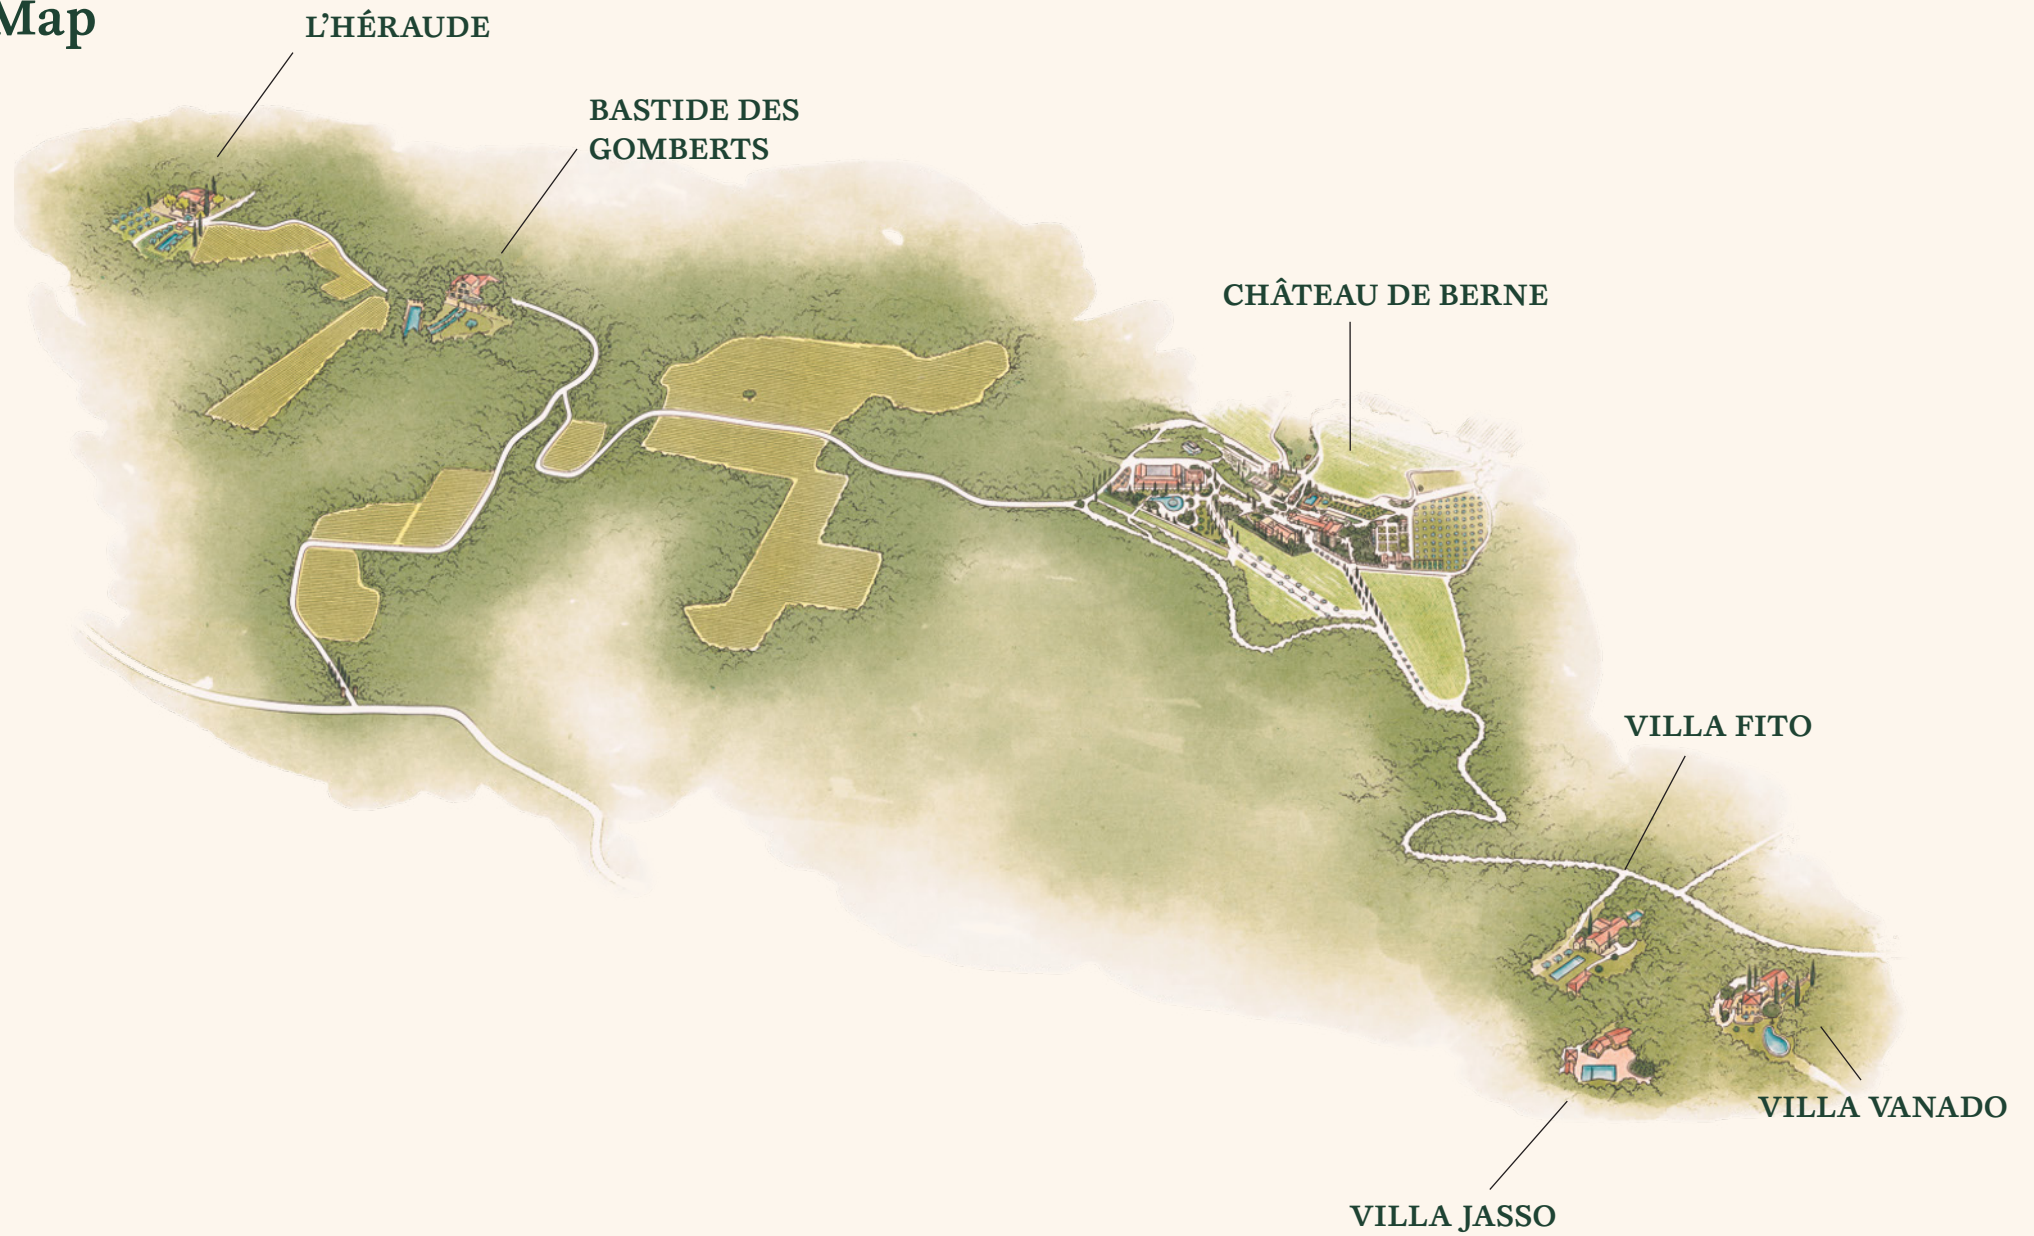 Map
L’HÉRAUDE
BASTIDE DES
GOMBERTS
CHÂTEAU DE BERNE
VILLA FITO
VILLA VANADO
VILLA JASSO